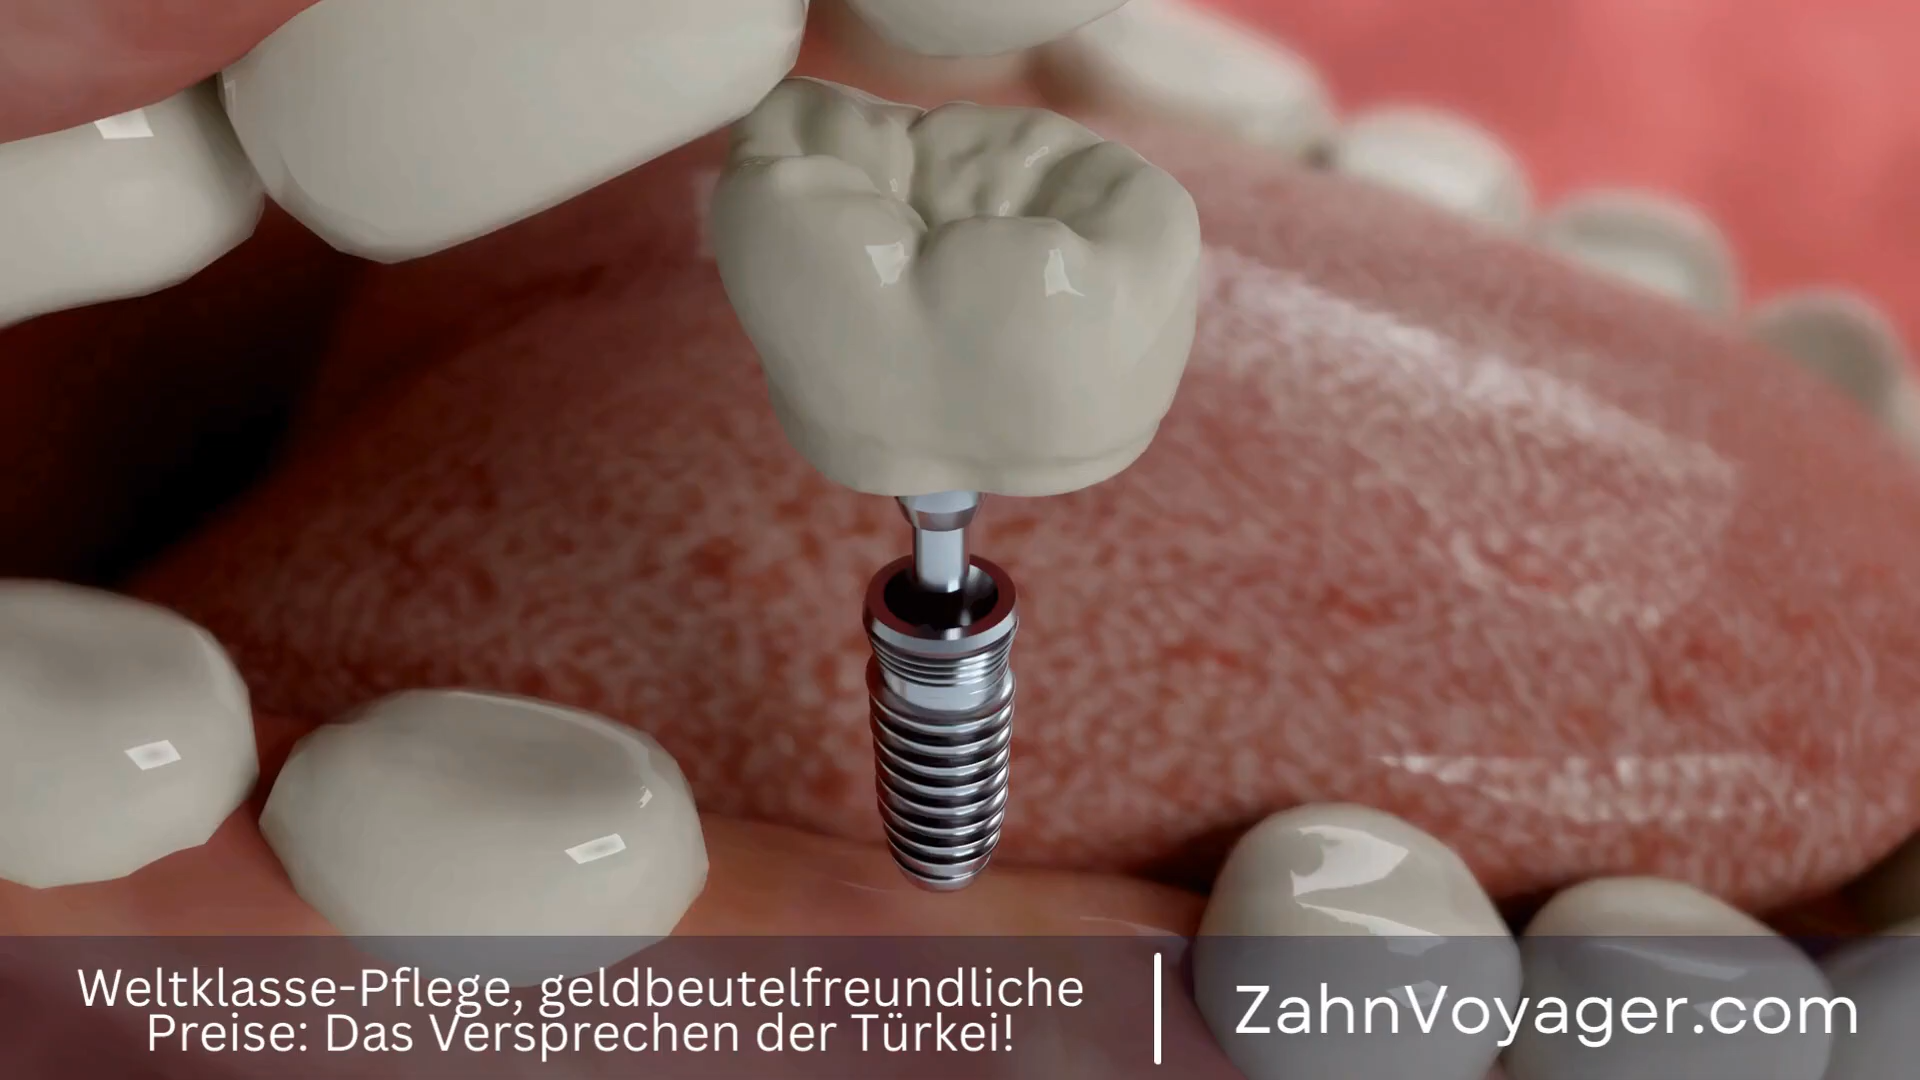 Weltklasse-Pflege, geldbeutelfreundliche
Preise: Das Versprechen der Türkei!
ZahnVoyager.com